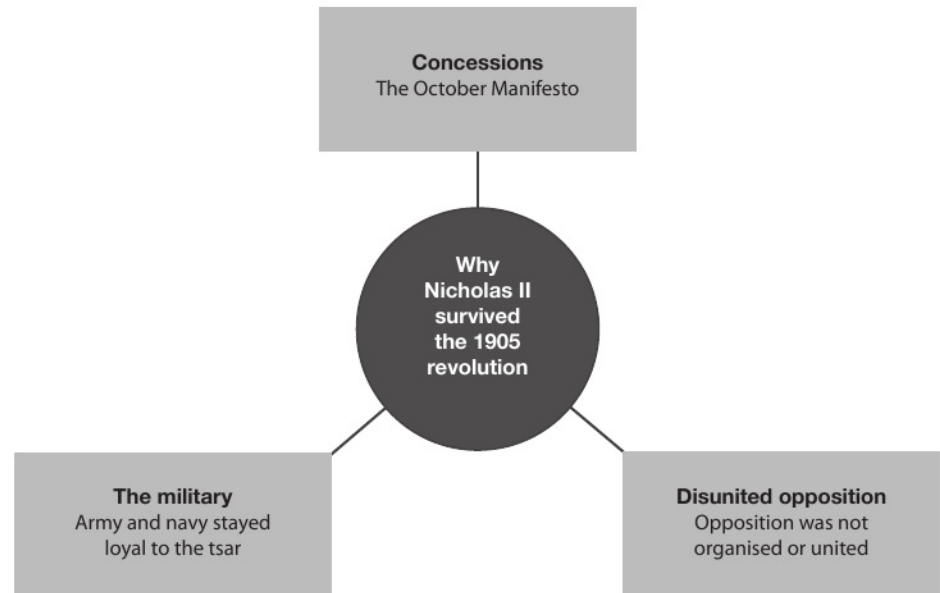 Concessions
The October Manifesto
Why
Nicholas II
survived
the 1905
revolution
The military
Army and navy stayed
loyal to the tsar
Disunited opposition
Opposition was not
organised or united